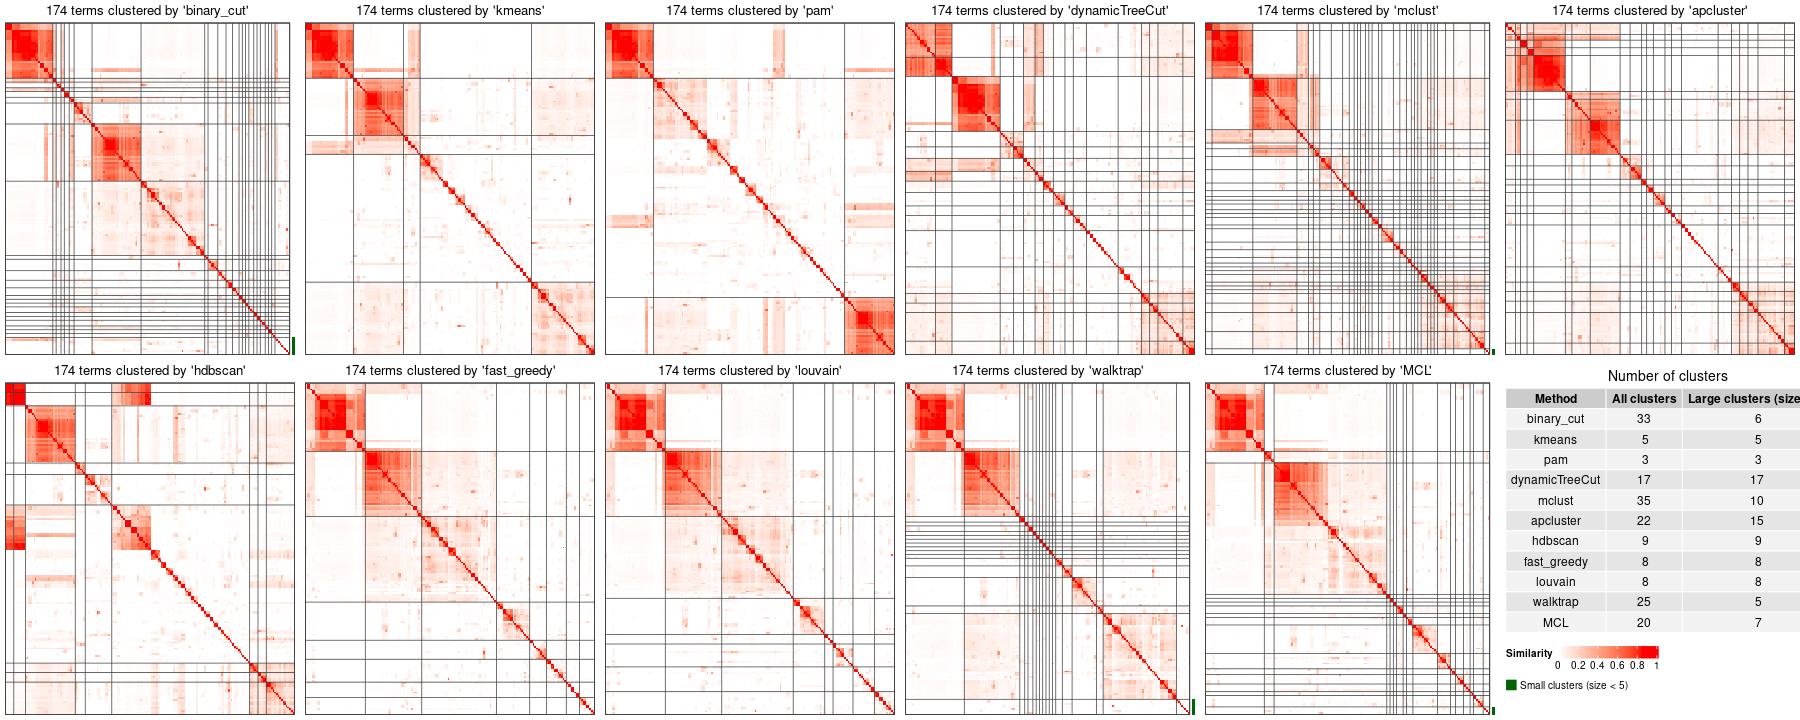 174 terms clustered by 'binary_cut'
174 terms clustered by 'kmeans'
174 terms clustered by 'pam'
174 terms clustered by 'dynamicTreeCut'
174 terms clustered by 'mclust'
174 terms clustered by 'apcluster'
174 terms clustered by 'hdbscan'
174 terms clustered by 'fast_greedy'
174 terms clustered by 'louvain'
174 terms clustered by 'walktrap'
174 terms clustered by 'MCL'
Number of clusters
Method All clusters Large clusters (size
binary_cut 33 6
kmeans 5 5
pam 3 3
dynamicTreeCut 17 17
mclust 35 10
apcluster 22 15
hdbscan 9 9
fast_greedy 8 8
louvain 8 8
walktrap 25 5
MCL 20 7
Similarity
0 0.2 0.4 0.6 0.8 1
Small clusters (size < 5)